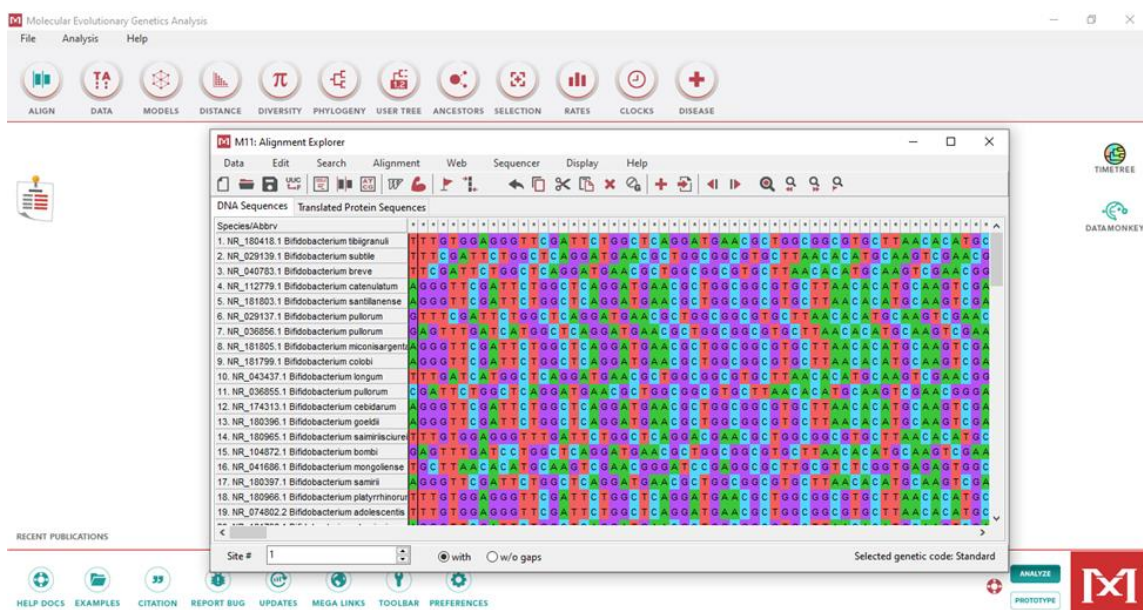 Molecular Evolutionary Genetics Analysis
File Analysis Help
ALIGN DATA MODELS DISTANCE DIVERSITY PHYLOGENY USER TREE ANCESTORS SELECTION RATES CLOCKS DISEASE
M11: Alignment Explorer
Data Edit Search Alignment Web Sequencer Display Help
DNA Sequences Translated Protein Sequences
Species/Abbrv
1. NR_180418.1 Bifidobacterium tibiigranuli TTTGTGGAGGGTTCGATTCTGGCTCAGGATGAACGCTGGCGGCGTGCTTAACACATGC
2. NR_029139.1 Bifidobacterium subtile TTTCGATTCTGGCTCAGGATGAACGCTGGCGGCGTGCTTAACACATGCAAGTCGAACG
3. NR_040783.1 Bifidobacterium breve TTCGATTCTGGCTCAGGATGAACGCTGGCGGCGTGCTTAACACATGCAAGTCGAACGG
4. NR_112779.1 Bifidobacterium catenulatum AGGGTTCGATTCTGGCTCAGGATGAACGCTGGCGGCGTGCTTAACACATGCAAGTCGA
5. NR_181803.1 Bifidobacterium santillanense AGGGTTCGATTCTGGCTCAGGATGAACGCTGGCGGCGTGCTTAACACATGCAAGTCGA
6. NR_029137.1 Bifidobacterium pullorum GTTTCGATTCTGGCTCAGGATGAACGCTGGCGGCGTGCTTAACACATGCAAGTCGAAC
7. NR_036856.1 Bifidobacterium pullorum GAGTTTGATCATGGCTCAGGATGAACGCTGGCGGCGTGCTTAACACATGCAAGTCGAA
8. NR_181805.1 Bifidobacterium miconisargenta AGGGTTCGATTCTGGCTCAGGATGAACGCTGGCGGCGTGCTTAACACATGCAAGTCGA
9. NR_181799.1 Bifidobacterium colobi AGGGTTCGATTCTGGCTCAGGATGAACGCTGGCGGCGTGCTTAACACATGCAAGTCGA
10. NR_043437.1 Bifidobacterium longum TTTGATCATGGCTCAGGATGAACGCTGGCGGCGTGCTTAACACATGCAAGTCGAACGG
11. NR_036855.1 Bifidobacterium pullorum CGATTCTGGCTCAGGATGAACGCTGGCGGCGTGCTTAACACATGCAAGTCGAACGGGA
12. NR_174313.1 Bifidobacterium cebidarum AGGGTTCGATTCTGGCTCAGGATGAACGCTGGCGGCGTGCTTAACACATGCAAGTCGA
13. NR_180396.1 Bifidobacterium goeldii AGGGTTCGATTCTGGCTCAGGATGAACGCTGGCGGCGTGCTTAACACATGCAAGTCGA
14. NR_180965.1 Bifidobacterium saimiriisciurei TTTGTGGAGGGTTTGATTCTGGCTCAGGACGAACGCTGGCGGCGTGCTTAACACATGC
15. NR_104872.1 Bifidobacterium bombi GAGTTTGATCCTGGCTCAGGATGAACGCTGGCGGCGTGCTTAACACATGCAAGTCGAA
16. NR_041686.1 Bifidobacterium mongoliense TGCTTAACACATGCAAGTCGAACGGGATCCGAGGCGCTTGCGTCTCGGTGAGAGTGGC
17. NR_180397.1 Bifidobacterium samirii AGGGTTCGATTCTGGCTCAGGATGAACGCTGGCGGCGTGCTTAACACATGCAAGTCGA
18. NR_180966.1 Bifidobacterium platyrrhinorum TTTGTGGAGGGTTCGATTCTGGCTCAGGATGAACGCTGGCGGCGTGCTTAACACATGC
19. NR_074802.2 Bifidobacterium adolescentis TTTGTGGAGGGTTCGATTCTGGCTCAGGATGAACGCTGGCGGCGTGCTTAACACATGC
Site # 1 with w/o gaps Selected genetic code: Standard
TIMETREE
DATAMONKEY
RECENT PUBLICATIONS
HELP DOCS EXAMPLES CITATION REPORT BUG UPDATES MEGA LINKS TOOLBAR PREFERENCES
ANALYZE
PROTOTYPE